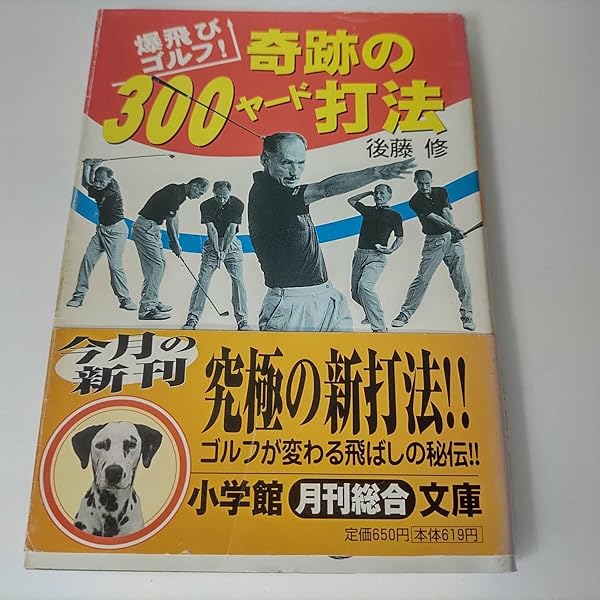 爆飛び
ゴルフ!
奇跡の
300ヤード打法
後藤 修
今月の
新刊
究極の新打法!!
ゴルフが変わる飛ばしの秘伝!!
小学館 月刊総合 文庫
定価650円 本体619円